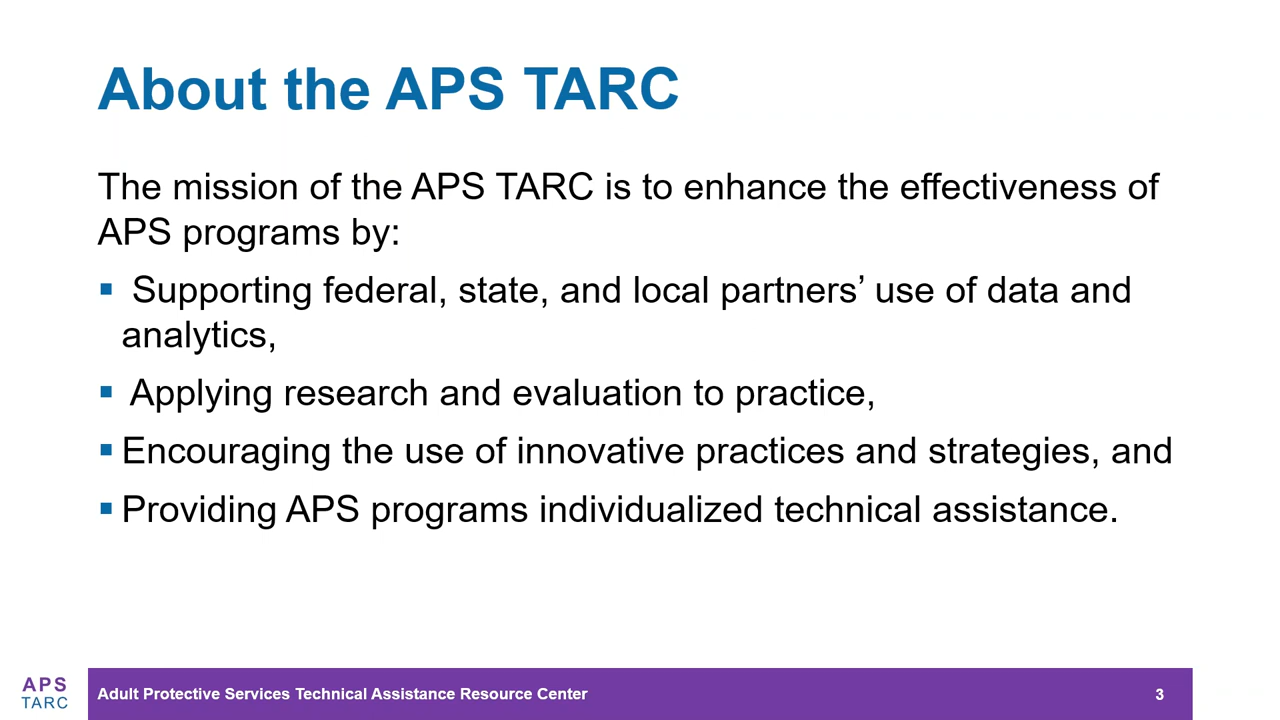 About the APS TARC
The mission of the APS TARC is to enhance the effectiveness of
APS programs by:
▪ Supporting federal, state, and local partners’ use of data and
analytics,
▪ Applying research and evaluation to practice,
▪ Encouraging the use of innovative practices and strategies, and
▪ Providing APS programs individualized technical assistance.
APS
TARC
Adult Protective Services Technical Assistance Resource Center
3